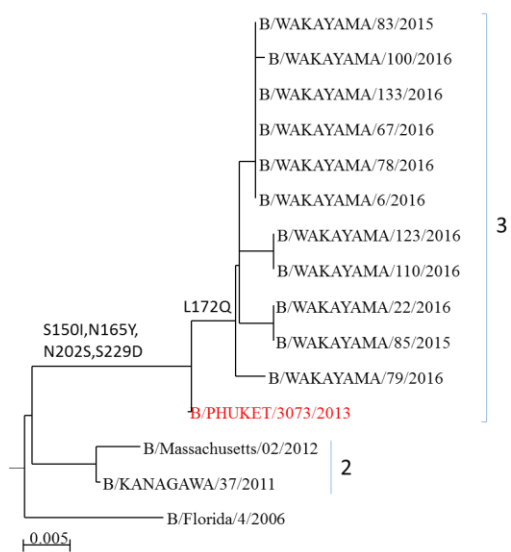 B/WAKAYAMA/83/2015
B/WAKAYAMA/100/2016
B/WAKAYAMA/133/2016
B/WAKAYAMA/67/2016
B/WAKAYAMA/78/2016
B/WAKAYAMA/6/2016
3
B/WAKAYAMA/123/2016
B/WAKAYAMA/110/2016
L172Q
B/WAKAYAMA/22/2016
S150I,N165Y,
N202S,S229D
B/WAKAYAMA/85/2015
B/WAKAYAMA/79/2016
B/PHUKET/3073/2013
B/Massachusetts/02/2012
2
B/KANAGAWA/37/2011
B/Florida/4/2006
0.005